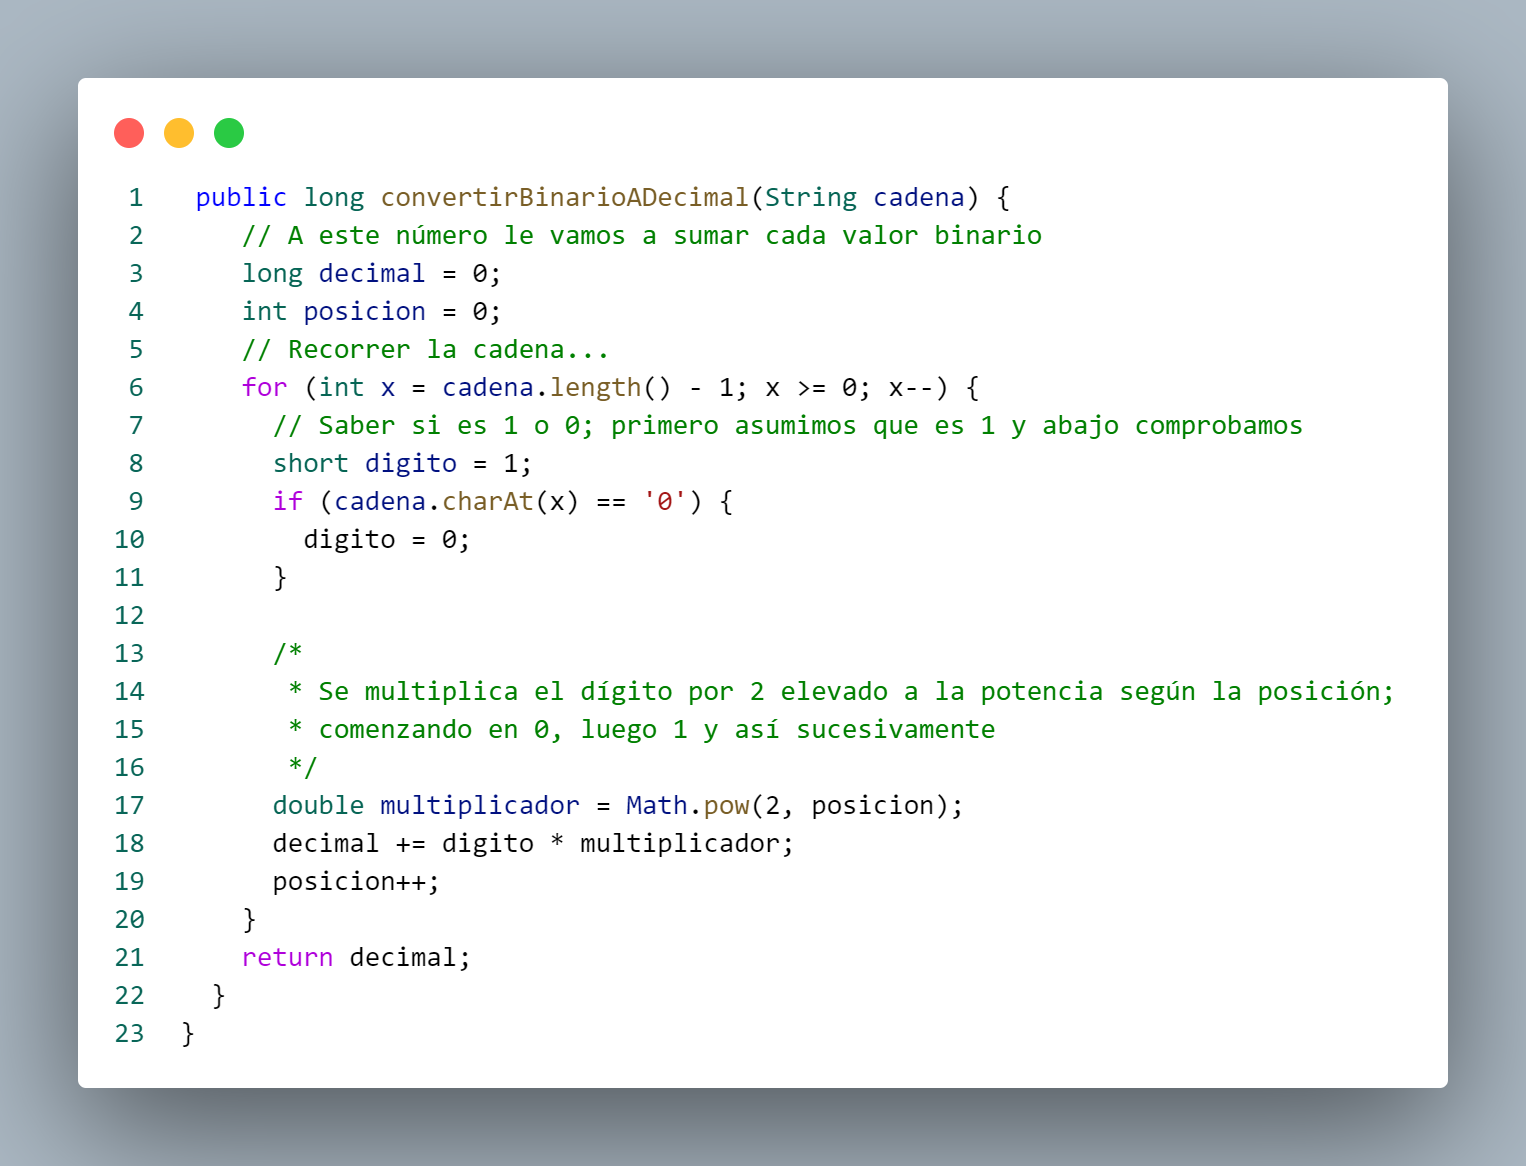 1 public long convertirBinarioADecimal(String cadena) {
2 // A este número le vamos a sumar cada valor binario
3 long decimal = 0;
4 int posicion = 0;
5 // Recorrer la cadena...
6 for (int x = cadena.length() - 1; x >= 0; x--) {
7 // Saber si es 1 o 0; primero asumimos que es 1 y abajo comprobamos
8 short digito = 1;
9 if (cadena.charAt(x) == '0') {
10 digito = 0;
11 }
12
13 /*
14 * Se multiplica el dígito por 2 elevado a la potencia según la posición;
15 * comenzando en 0, luego 1 y así sucesivamente
16 */
17 double multiplicador = Math.pow(2, posicion);
18 decimal += digito * multiplicador;
19 posicion++;
20 }
21 return decimal;
22 }
23 }